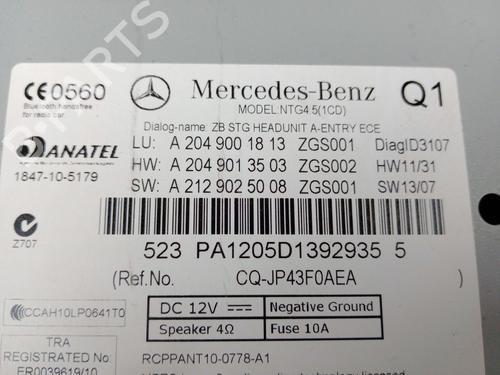 CE0560
Bluetooth handsfree
for radio car
Mercedes-Benz
Q1
MODEL:NTG4.5(1CD)
Dialog-name: ZB STG HEADUNIT A-ENTRY ECE
ANATEL
1847-10-5179
LU: A 204 900 18 13 ZGS001 DiagID3107
HW: A 204 901 35 03 ZGS002 HW11/31
SW: A 212 902 50 08 ZGS001 SW13/07
Z707
523 PA1205D1392935 5
(Ref.No. CQ-JP43F0AEA )
CCAH10LP0641T0
DC 12V Negative Ground
Speaker 4Ω Fuse 10A
TRA
REGISTERED No:
ER0039619/10
RCPPANT10-0778-A1